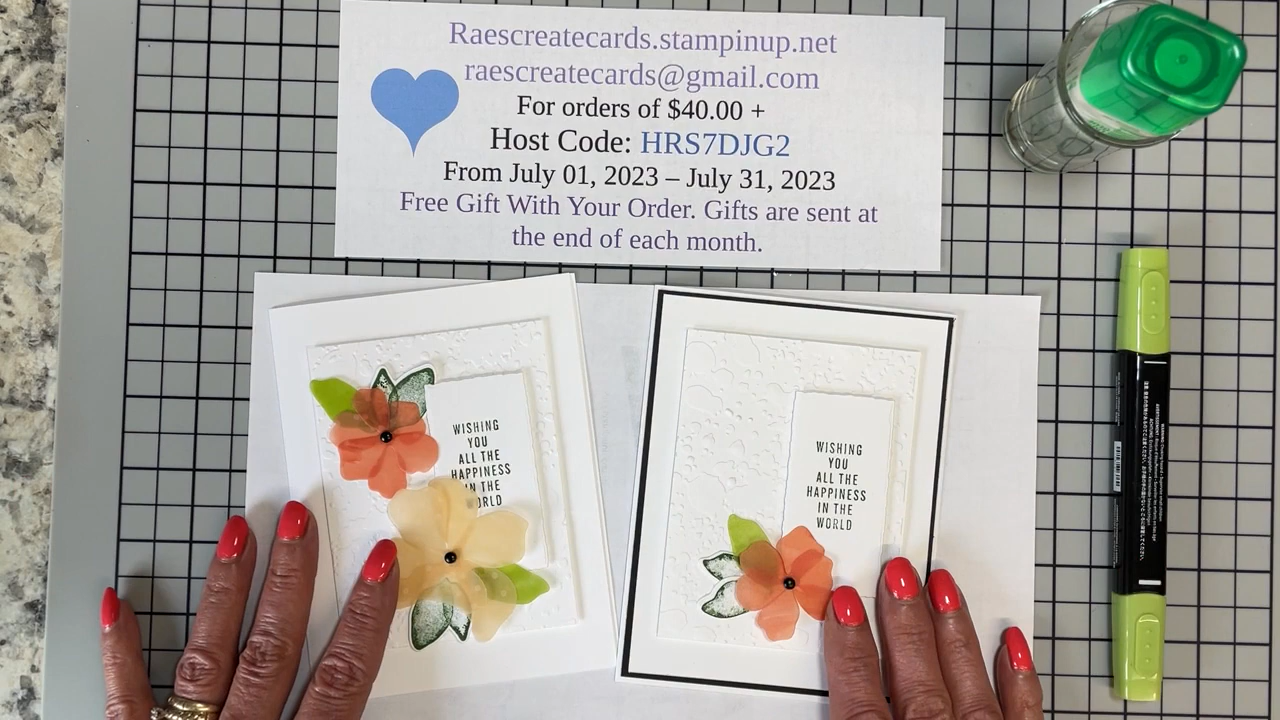 Raescreatecards.stampinup.net
raescreatecards@gmail.com
For orders of $40.00 +
Host Code: HRS7DJG2
From July 01, 2023 – July 31, 2023
Free Gift With Your Order. Gifts are sent at
the end of each month.
WISHING
YOU
ALL THE
HAPPINESS
IN THE
WORLD
WISHING
YOU
ALL THE
HAPPINESS
IN THE
WORLD